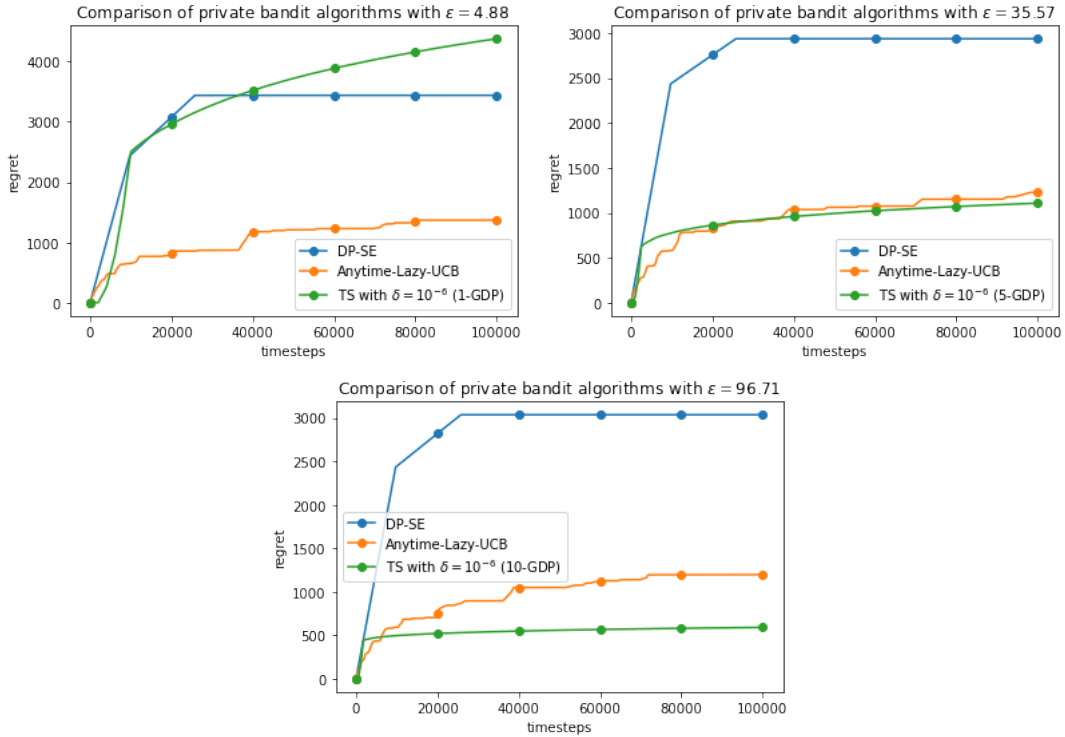 Comparison of private bandit algorithms with ε = 4.88
regret
4000
3000
2000
1000
0
DP-SE
Anytime-Lazy-UCB
TS with δ = 10⁻⁶ (1-GDP)
0
20000
40000
60000
80000
100000
timesteps
Comparison of private bandit algorithms with ε = 35.57
regret
3000
2500
2000
1500
1000
500
0
DP-SE
Anytime-Lazy-UCB
TS with δ = 10⁻⁶ (5-GDP)
0
20000
40000
60000
80000
100000
timesteps
Comparison of private bandit algorithms with ε = 96.71
regret
3000
2500
2000
1500
1000
500
0
DP-SE
Anytime-Lazy-UCB
TS with δ = 10⁻⁶ (10-GDP)
0
20000
40000
60000
80000
100000
timesteps